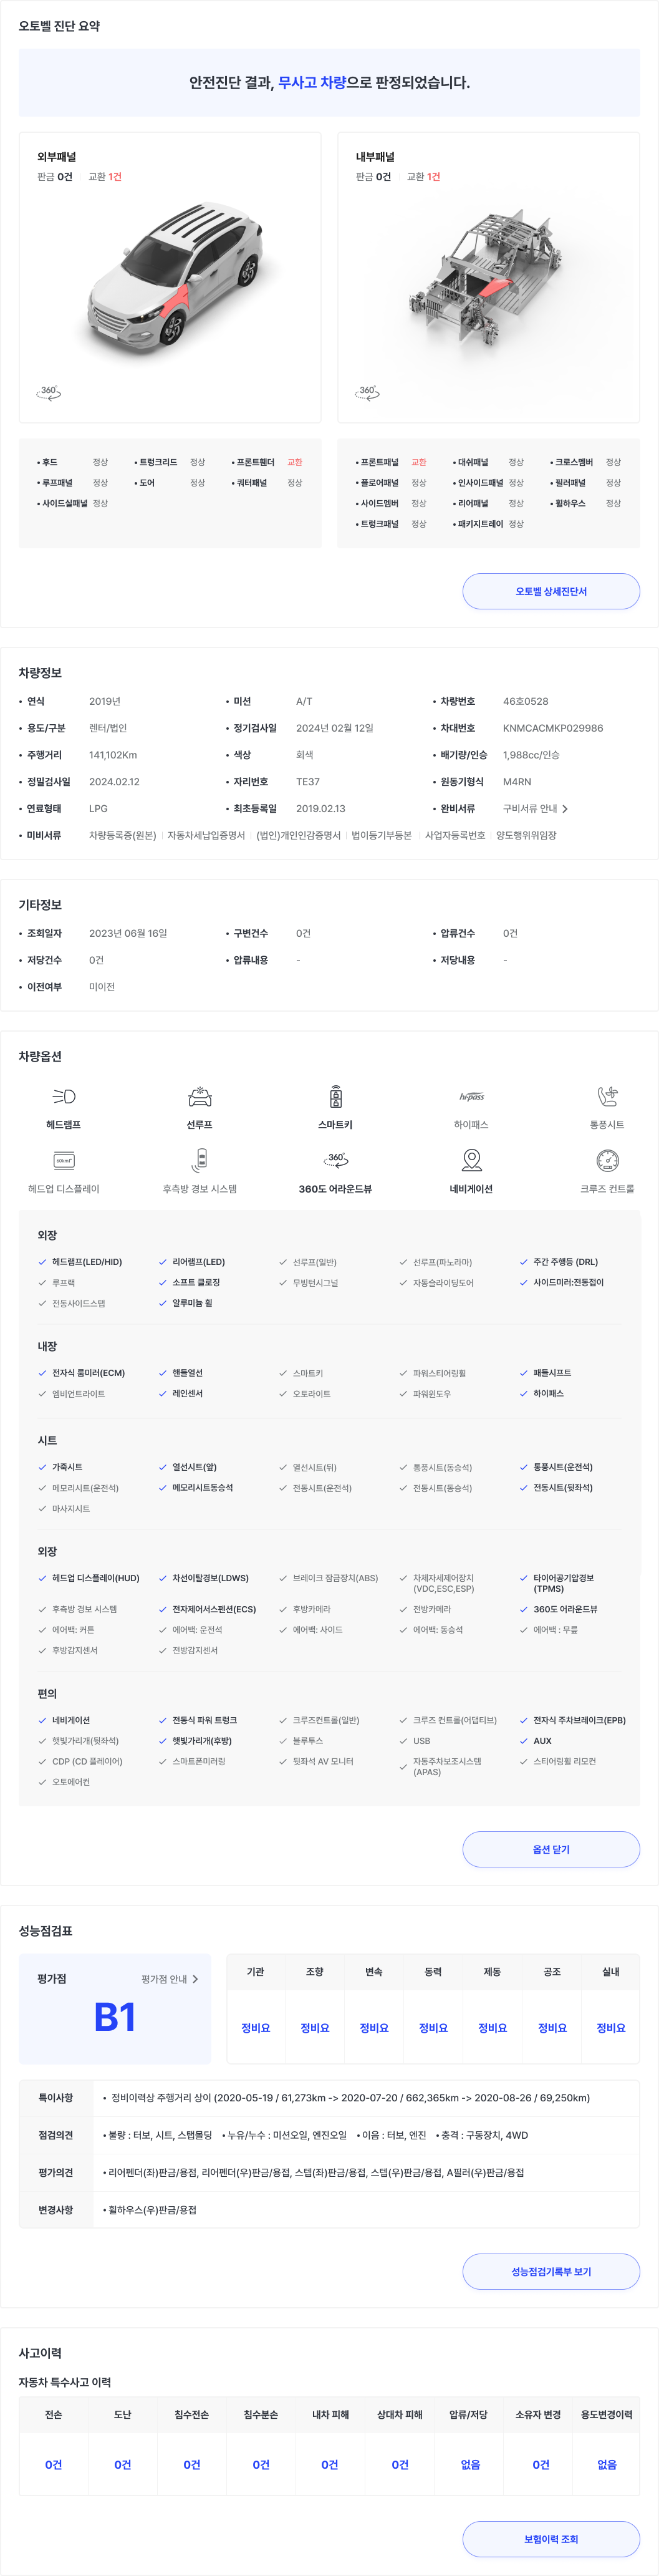 오토벨 진단 요약
안전진단 결과, 무사고 차량으로 판정되었습니다.
외부패널
판금 0건 교환 1건
360°
내부패널
판금 0건 교환 1건
360°
• 후드 정상 • 트렁크리드 정상 • 프론트휀더 교환
• 루프패널 정상 • 도어 정상 • 쿼터패널 정상
• 사이드실패널 정상
• 프론트패널 교환 • 대쉬패널 정상 • 크로스멤버 정상
• 플로어패널 정상 • 인사이드패널 정상 • 필러패널 정상
• 사이드멤버 정상 • 리어패널 정상 • 휠하우스 정상
• 트렁크패널 정상 • 패키지트레이 정상
오토벨 상세진단서
차량정보
• 연식 2019년 • 미션 A/T • 차량번호 46호0528
• 용도/구분 렌터/법인 • 정기검사일 2024년 02월 12일 • 차대번호 KNMCACMKP029986
• 주행거리 141,102Km • 색상 회색 • 배기량/인승 1,988cc/인승
• 정밀검사일 2024.02.12 • 자리번호 TE37 • 원동기형식 M4RN
• 연료형태 LPG • 최초등록일 2019.02.13 • 완비서류 구비서류 안내 >
• 미비서류 차량등록증(원본) | 자동차세납입증명서 | (법인)개인인감증명서 | 법이등기부등본 | 사업자등록번호 | 양도행위위임장
기타정보
• 조회일자 2023년 06월 16일 • 구변건수 0건 • 압류건수 0건
• 저당건수 0건 • 압류내용 - • 저당내용 -
• 이전여부 미이전
차량옵션
hi-pass
헤드램프 선루프 스마트키 하이패스 통풍시트
360°
헤드업 디스플레이 후측방 경보 시스템 360도 어라운드뷰 네비게이션 크루즈 컨트롤
외장
헤드램프(LED/HID) 리어램프(LED) 선루프(일반) 선루프(파노라마) 주간 주행등 (DRL)
루프랙 소프트 클로징 무빙턴시그널 자동슬라이딩도어 사이드미러:전동접이
전동사이드스탭 알루미늄 휠
내장
전자식 룸미러(ECM) 핸들열선 스마트키 파워스티어링휠 패들시프트
엠비언트라이트 레인센서 오토라이트 파워윈도우 하이패스
시트
가죽시트 열선시트(앞) 열선시트(뒤) 통풍시트(동승석) 통풍시트(운전석)
메모리시트(운전석) 메모리시트동승석 전동시트(운전석) 전동시트(동승석) 전동시트(뒷좌석)
마사지시트
외장
헤드업 디스플레이(HUD) 차선이탈경보(LDWS) 브레이크 잠금장치(ABS) 차체자세제어장치 타이어공기압경보
(VDC,ESC,ESP) (TPMS)
후측방 경보 시스템 전자제어서스펜션(ECS) 후방카메라 전방카메라 360도 어라운드뷰
에어백: 커튼 에어백: 운전석 에어백: 사이드 에어백: 동승석 에어백 : 무릎
후방감지센서 전방감지센서
편의
네비게이션 전동식 파워 트렁크 크루즈컨트롤(일반) 크루즈 컨트롤(어댑티브) 전자식 주차브레이크(EPB)
햇빛가리개(뒷좌석) 햇빛가리개(후방) 블루투스 USB AUX
CDP (CD 플레이어) 스마트폰미러링 뒷좌석 AV 모니터 자동주차보조시스템 스티어링휠 리모컨
(APAS)
오토에어컨
옵션 닫기
성능점검표
평가점 평가점 안내 >
B1
기관 조향 변속 동력 제동 공조 실내
정비요 정비요 정비요 정비요 정비요 정비요 정비요
특이사항 • 정비이력상 주행거리 상이 (2020-05-19 / 61,273km -> 2020-07-20 / 662,365km -> 2020-08-26 / 69,250km)
점검의견 • 불량 : 터보, 시트, 스탭몰딩 • 누유/누수 : 미션오일, 엔진오일 • 이음 : 터보, 엔진 • 충격 : 구동장치, 4WD
평가의견 • 리어펜더(좌)판금/용점, 리어펜더(우)판금/용접, 스텝(좌)판금/용접, 스텝(우)판금/용접, A필러(우)판금/용접
변경사항 • 휠하우스(우)판금/용접
성능점검기록부 보기
사고이력
자동차 특수사고 이력
전손 도난 침수전손 침수분손 내차 피해 상대차 피해 압류/저당 소유자 변경 용도변경이력
0건 0건 0건 0건 0건 0건 없음 0건 없음
보험이력 조회